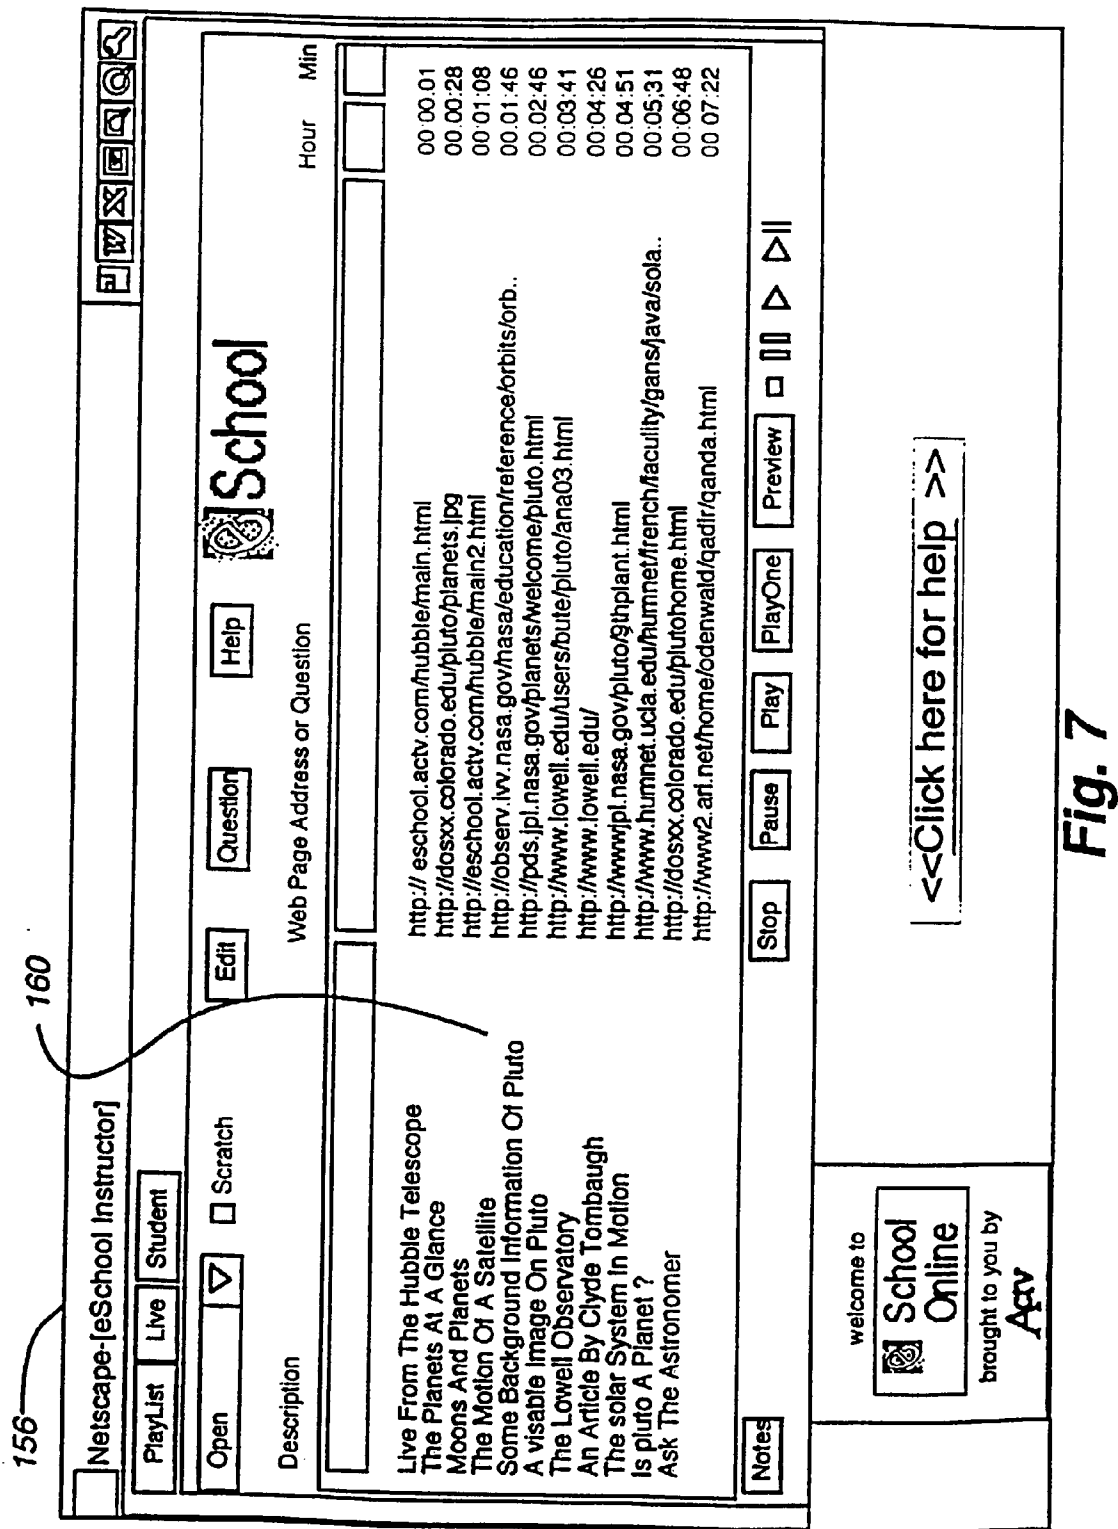 156
160
Netscape-[eSchool Instructor]
PlayList Live Student
Open Scratch Edit Question Help School
Description Web Page Address or Question Hour Min
Live From The Hubble Telescope http:// eschool.actv.com/hubble/main.html 00:00.01
The Planets At A Glance http://dosxx.colorado.edu/pluto/planets.jpg 00.00:28
Moons And Planets http://eschool.actv.com/hubble/main2.html 00:01:08
The Motion Of A Satellite http://observ.ivv.nasa.gov/nasa/education/reference/orbits/orb.. 00.01:46
Some Background Information Of Pluto http://pds.jpl.nasa.gov/planets/welcome/pluto.html 00.02:46
A visable Image On Pluto http://www.lowell.edu/users/bute/pluto/ana03.html 00:03:41
The Lowell Observatory http://www.lowell.edu/ 00:04:26
An Article By Clyde Tombaugh http://wwwjpl.nasa.gov/pluto/9thplant.html 00.04:51
The solar System In Motion http://www.humnet.ucla.edu/humnet/french/faculity/gans/java/sola.. 00:05,31
Is pluto A Planet ? http://dosxx.colorado.edu/plutohome.html 00:06:48
Ask The Astronomer http://www2.ari.net/home/odenwald/qadir/qanda.html 00 07:22
Notes Stop Pause Play PlayOne Preview
welcome to
School
Online
brought to you by
Actv
<<Click here for help >>
Fig. 7